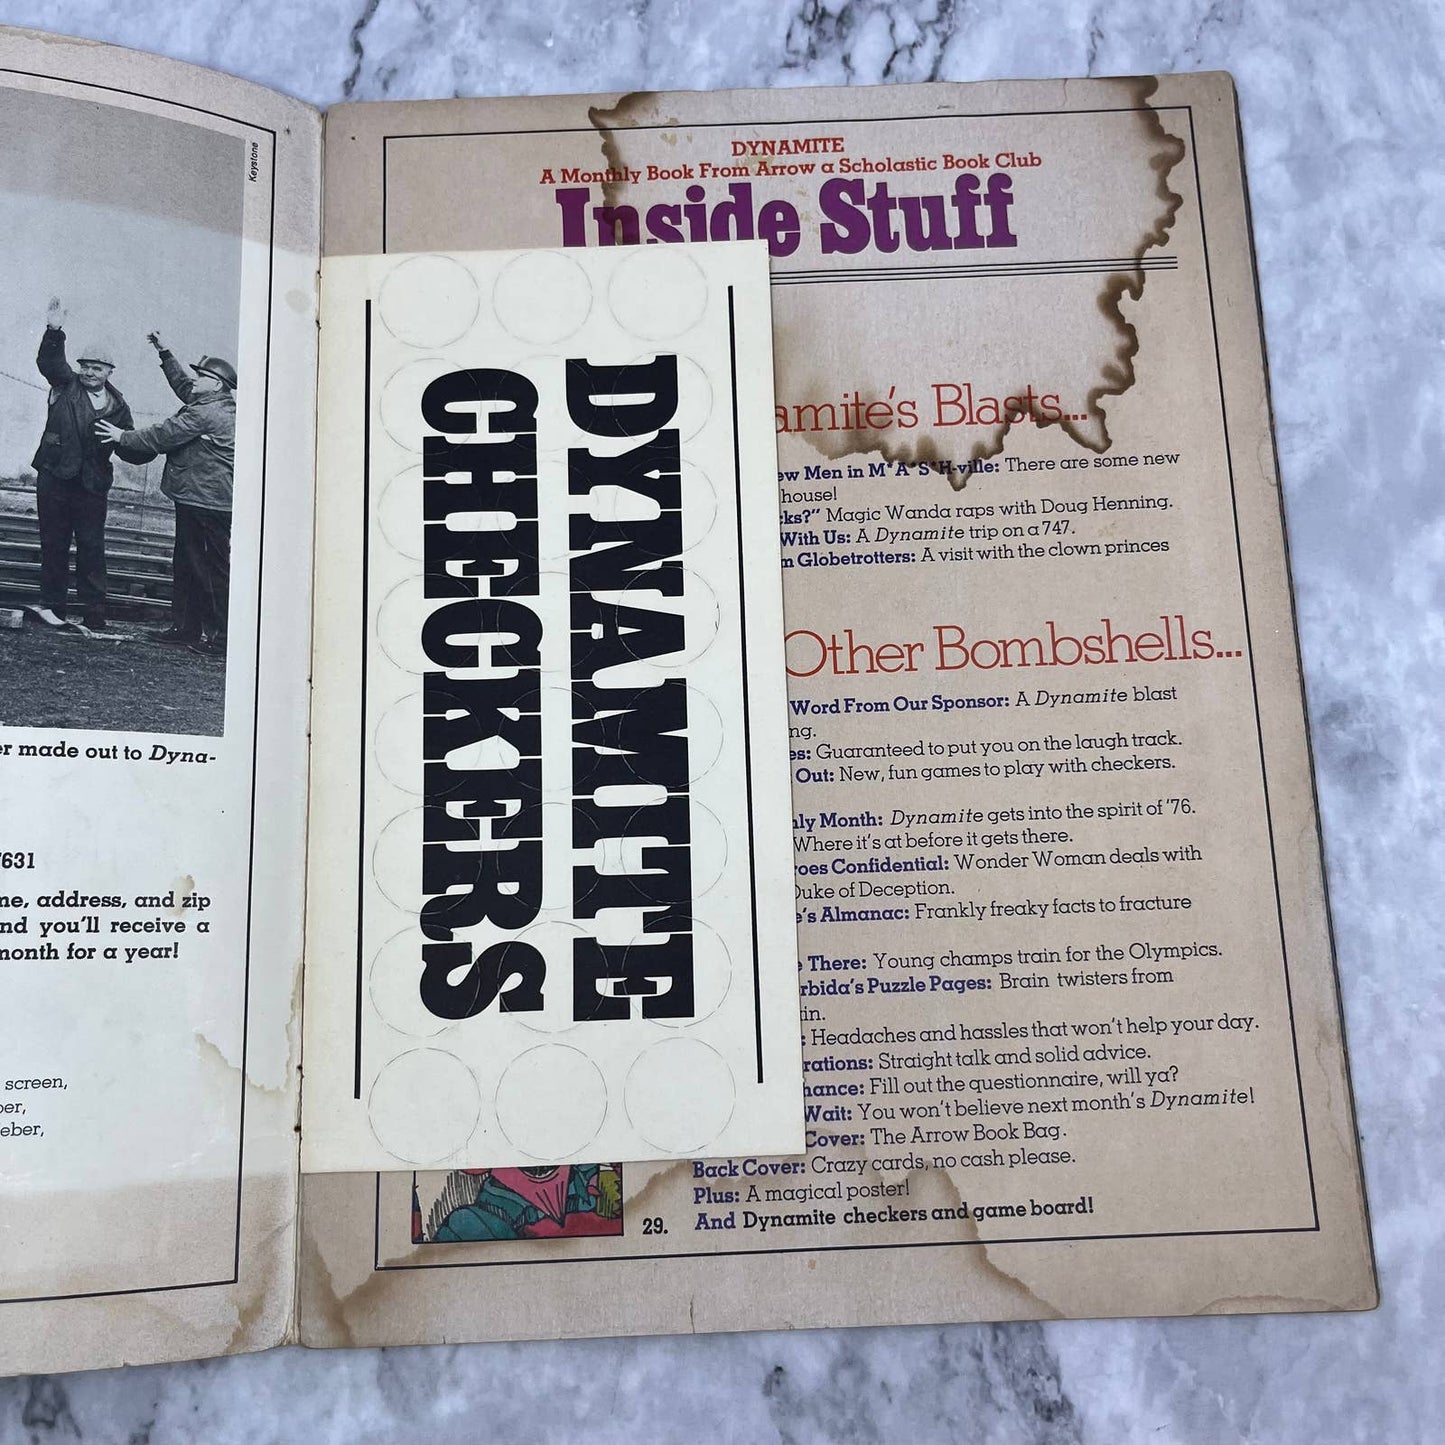 Keystone
er made out to Dyna-
631
me, address, and zip
nd you'll receive a
month for a year!
screen,
ber,
eber,
DYNAMITE
CHECKERS
DYNAMITE
A Monthly Book From Arrow a Scholastic Book Club
Inside Stuff
amite's Blasts...
ew Men in M*A*S*H-ville: There are some new
house!
cks?" Magic Wanda raps with Doug Henning.
With Us: A Dynamite trip on a 747.
m Globetrotters: A visit with the clown princes
Other Bombshells...
Word From Our Sponsor: A Dynamite blast
ng.
es: Guaranteed to put you on the laugh track.
Out: New, fun games to play with checkers.
nly Month: Dynamite gets into the spirit of '76.
Where it's at before it gets there.
roes Confidential: Wonder Woman deals with
Duke of Deception.
e's Almanac: Frankly freaky facts to fracture
e There: Young champs train for the Olympics.
rbida's Puzzle Pages: Brain twisters from
in.
: Headaches and hassles that won't help your day.
rations: Straight talk and solid advice.
hance: Fill out the questionnaire, will ya?
Wait: You won't believe next month's Dynamite!
Cover: The Arrow Book Bag.
Back Cover: Crazy cards, no cash please.
Plus: A magical poster!
29. And Dynamite checkers and game board!